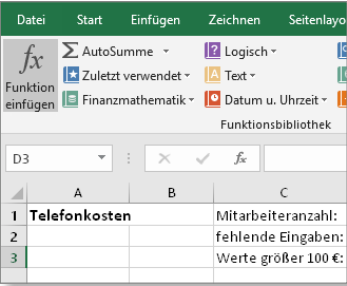 Datei Start Einfügen Zeichnen Seitenlayo
fx Σ AutoSumme ? Logisch
Funktion Zuletzt verwendet A Text
einfügen Finanzmathematik Datum u. Uhrzeit
Funktionsbibliothek
D3 fx
A B C
1 Telefonkosten Mitarbeiteranzahl:
2 fehlende Eingaben:
3 Werte größer 100 €: